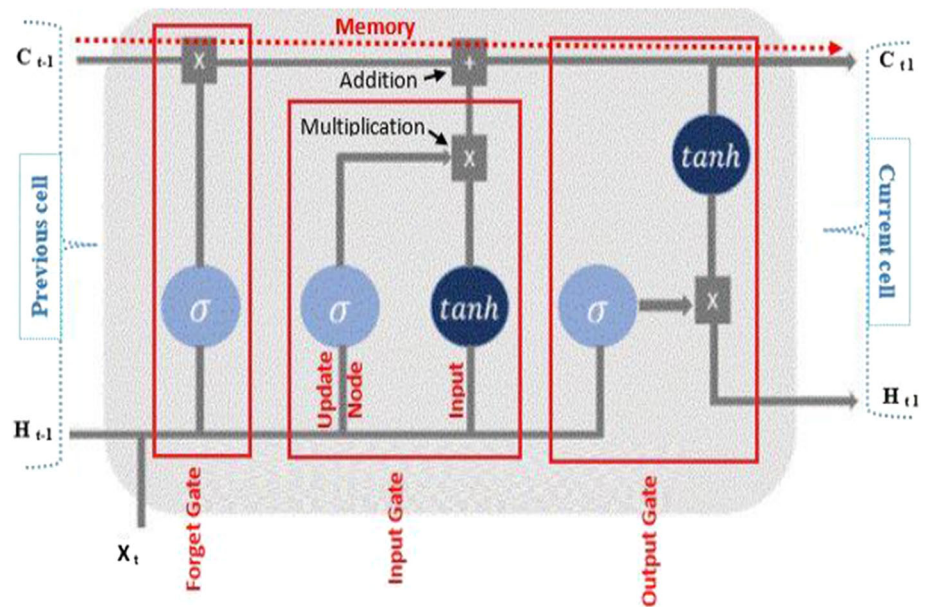 Memory
C t-1
X
+
C t1
Addition
Multiplication
X
tanh
Previous cell
Current cell
σ
σ
tanh
σ
X
Update
Node
Input
H t-1
H t1
X t
Forget Gate
Input Gate
Output Gate